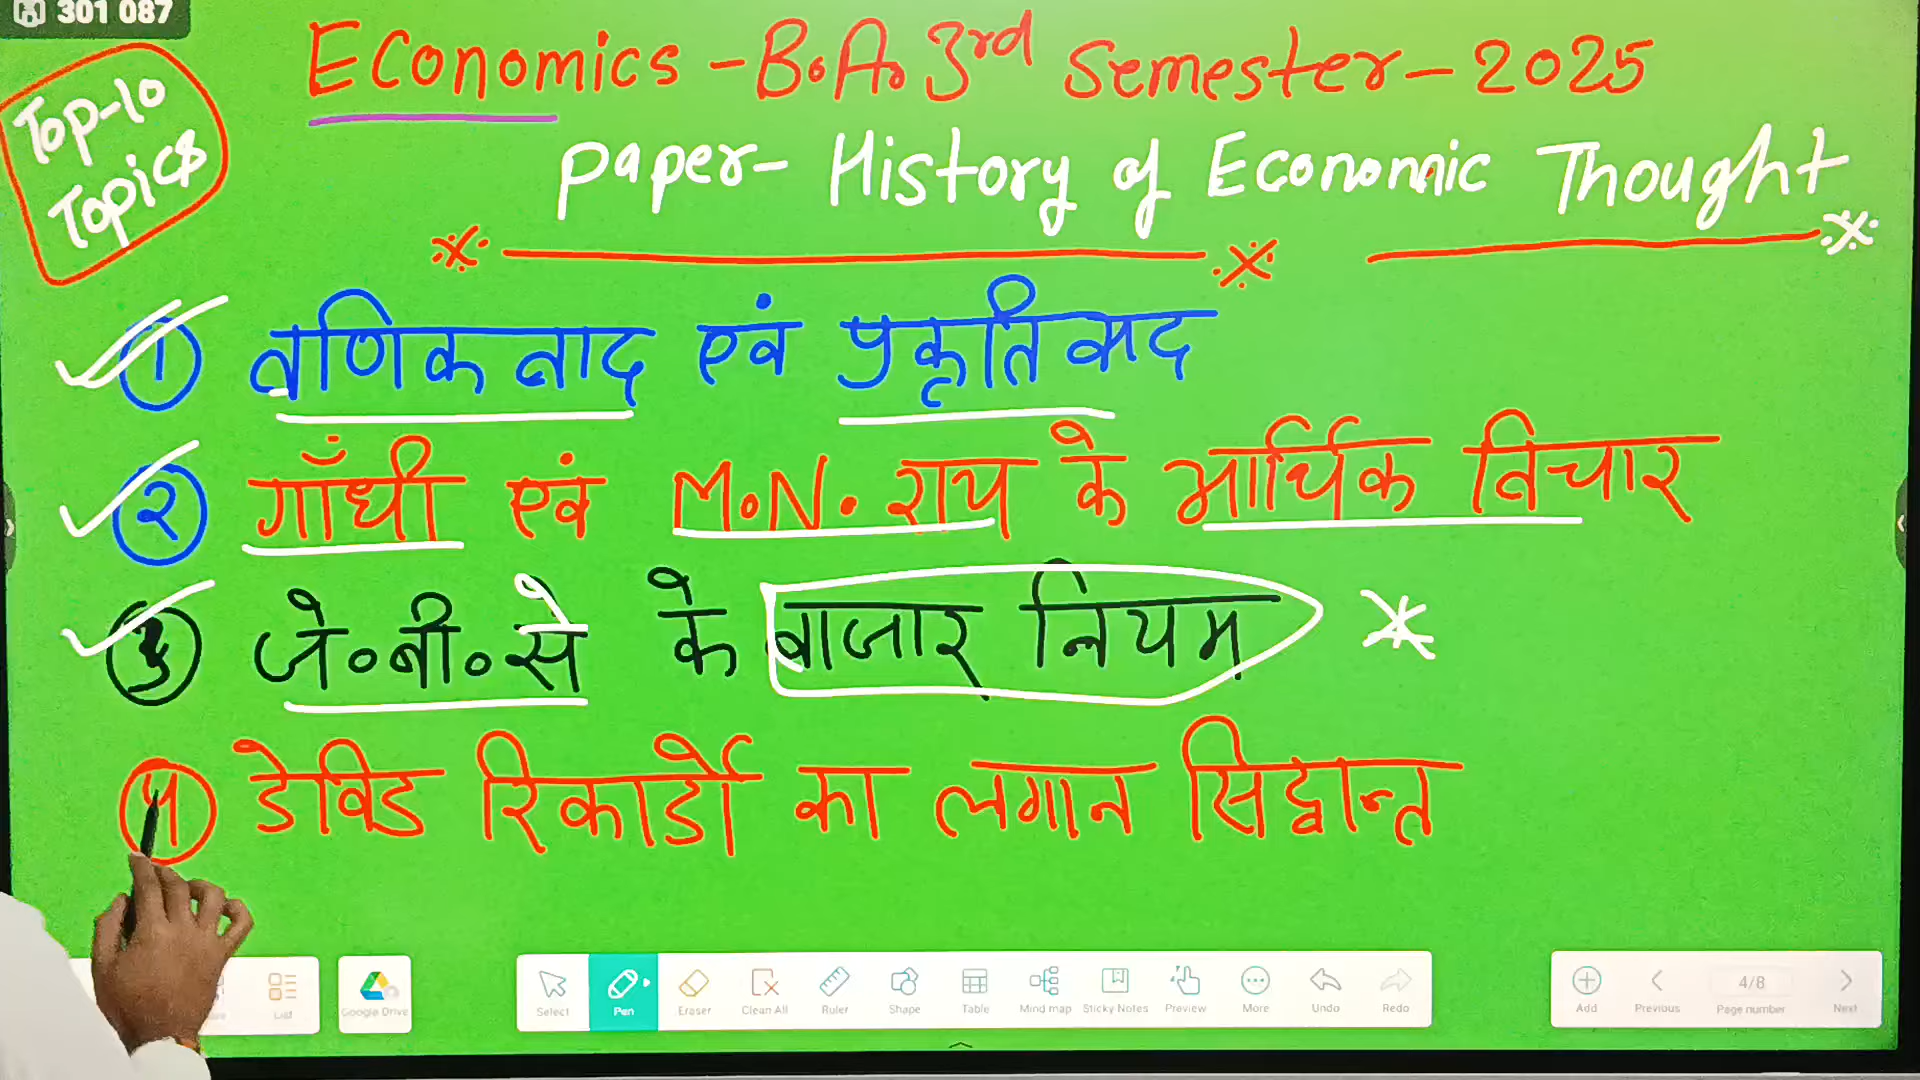 301 087
Economics - B.A. 3rd Semester - 2025
Top-10
Topics
Paper - History of Economic Thought
① वणिकवाद एवं प्रकृतिवाद
② गाँधी एवं M.N. राय के आर्थिक विचार
③ जे.बी.से के बाजार नियम
④ डेविड रिकार्डो का लगान सिद्धान्त
List
Google Drive
Select
Pen
Eraser
Clean All
Ruler
Shape
Table
Mind map
Sticky Notes
Preview
More
Undo
Redo
Add
Previous
4/8
Page number
Next